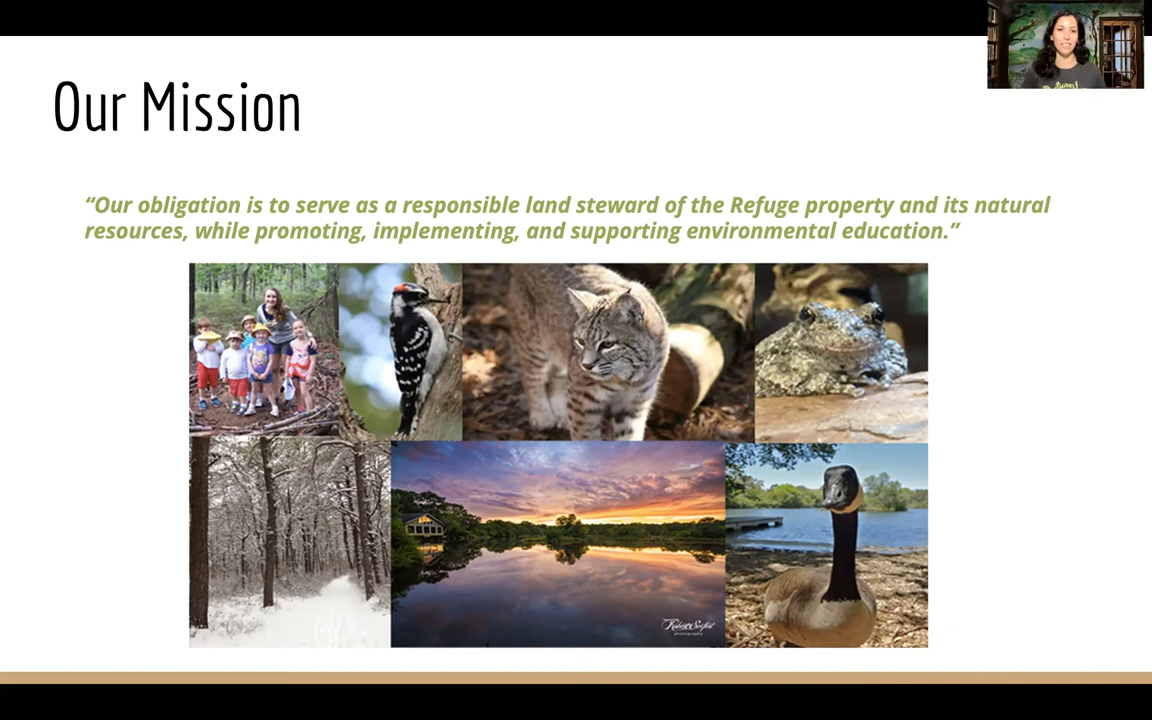 Our Mission
“Our obligation is to serve as a responsible land steward of the Refuge property and its natural
resources, while promoting, implementing, and supporting environmental education.”
photography